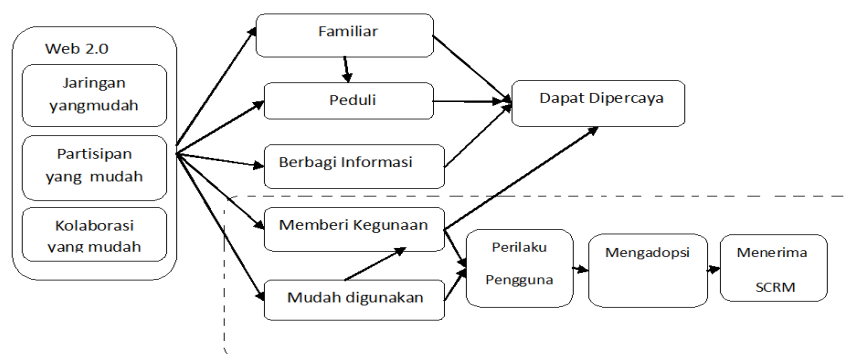 Web 2.0
Jaringan
yangmudah
Partisipan
yang mudah
Kolaborasi
yang mudah
Familiar
Peduli
Berbagi Informasi
Memberi Kegunaan
Mudah digunakan
Dapat Dipercaya
Perilaku
Pengguna
Mengadopsi
Menerima
SCRM